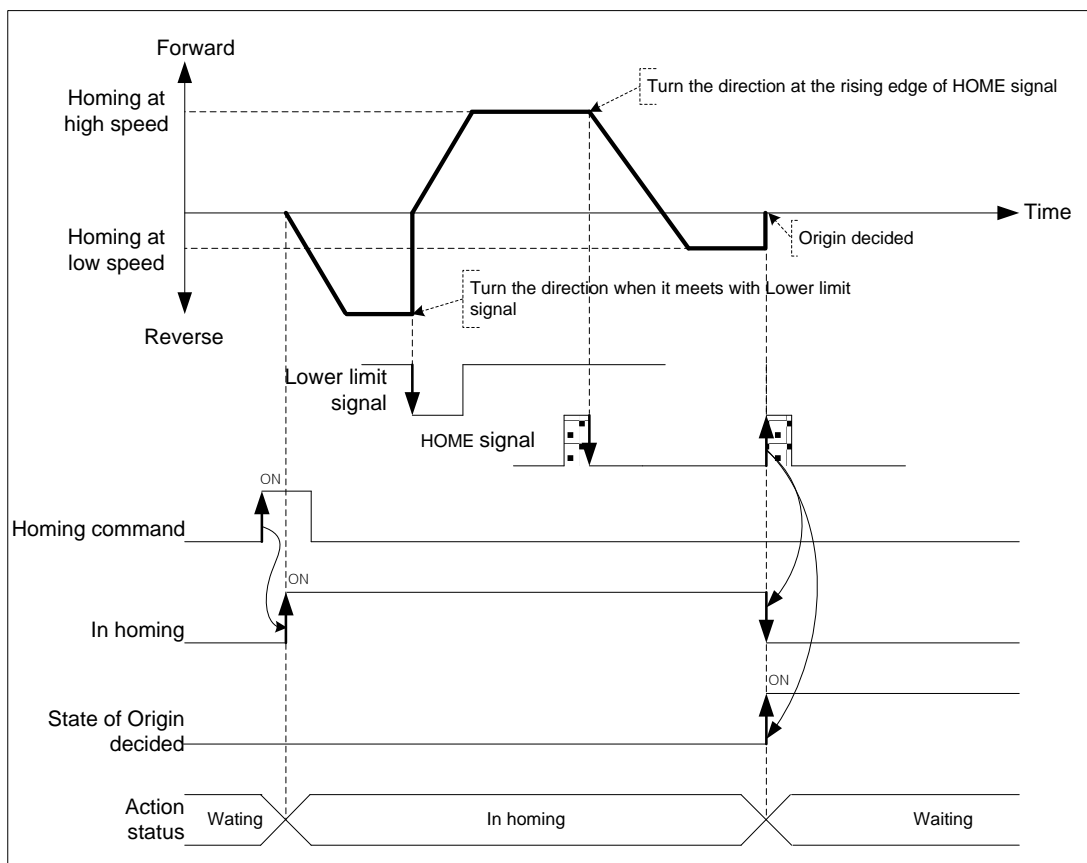 Forward
Homing at
high speed
Turn the direction at the rising edge of HOME signal
Time
Homing at
low speed
Origin decided
Turn the direction when it meets with Lower limit
signal
Reverse
Lower limit
signal
HOME signal
ON
Homing command
ON
In homing
ON
State of Origin
decided
Action
status
Wating
In homing
Waiting